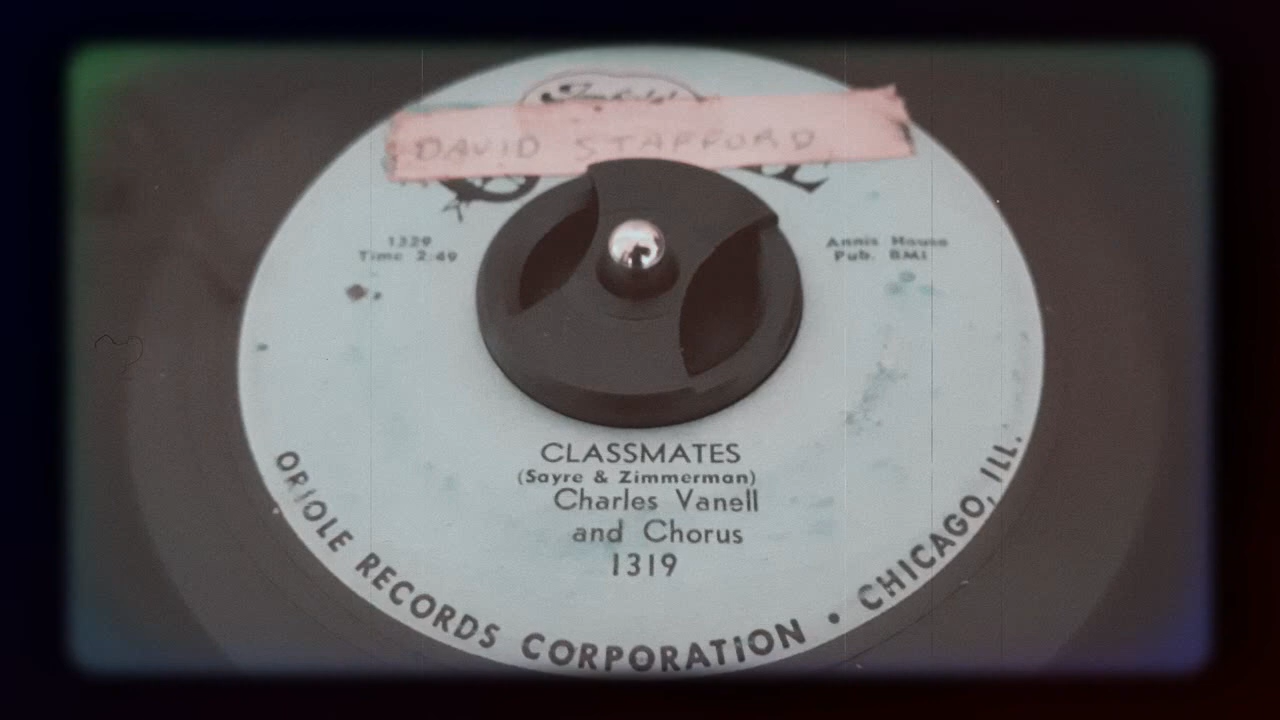 DAVID STAFFORD
1329
Time 2:49
Annis House
Pub. BMI
CLASSMATES
(Sayre & Zimmerman)
Charles Vanell
and Chorus
1319
ORIOLE RECORDS CORPORATION • CHICAGO, ILL.